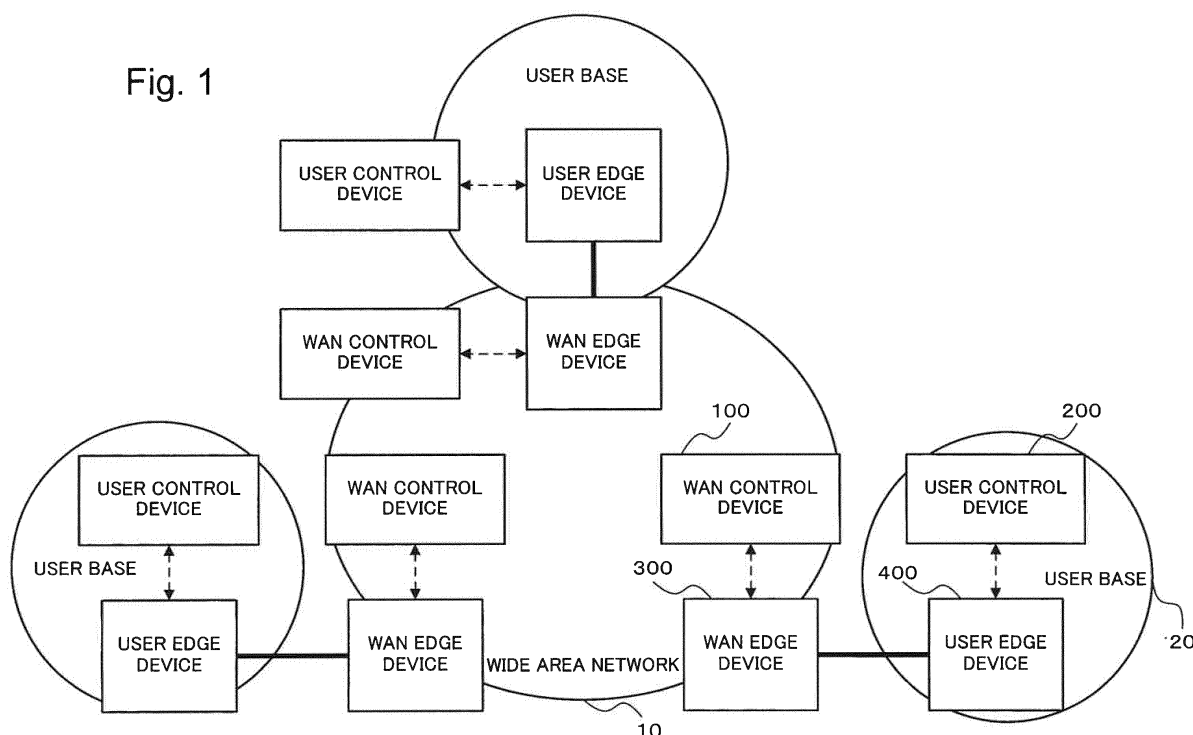 Fig. 1
USER BASE
USER CONTROL
DEVICE
USER EDGE
DEVICE
WAN CONTROL
DEVICE
WAN EDGE
DEVICE
100
200
USER CONTROL
DEVICE
WAN CONTROL
DEVICE
WAN CONTROL
DEVICE
USER CONTROL
DEVICE
USER BASE
300
400
USER BASE
USER EDGE
DEVICE
WAN EDGE
DEVICE
WIDE AREA NETWORK
WAN EDGE
DEVICE
USER EDGE
DEVICE
20
10